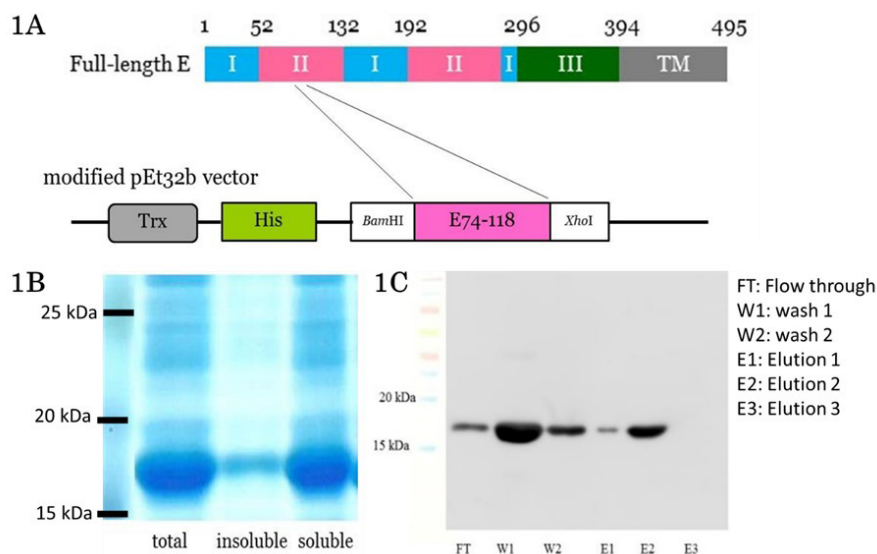 1A
1 52 132 192 296 394 495
Full-length E I II I II I III TM
modified pEt32b vector
Trx His BamHI E74-118 XhoI
1B
25 kDa
20 kDa
15 kDa
total insoluble soluble
1C
20 kDa
15 kDa
FT W1 W2 E1 E2 E3
FT: Flow through
W1: wash 1
W2: wash 2
E1: Elution 1
E2: Elution 2
E3: Elution 3